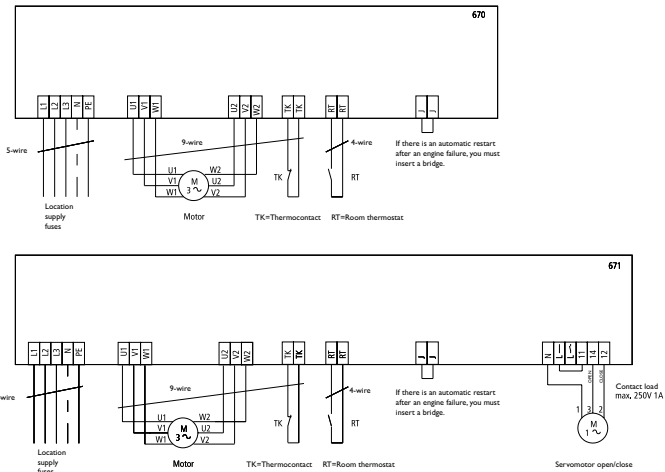 670
L1 L2 L3 N PE
U1 V1 W1
U2 V2 W2
TK TK
RT RT
J J
5-wire
9-wire
4-wire
If there is an automatic restart
after an engine failure, you must
insert a bridge.
U1 W2
V1 U2
W1 V2
M
3 ~
TK
RT
Location
supply
fuses
Motor
TK=Thermocontact RT=Room thermostat
671
L1 L2 L3 N PE
U1 V1 W1
U2 V2 W2
TK TK
RT RT
J J
N L L 11 14 12
OPEN
CLOSE
-wire
9-wire
4-wire
If there is an automatic restart
after an engine failure, you must
insert a bridge.
Contact load
max. 250V 1A
1 3 2
U1 W2
V1 U2
W1 V2
M
3 ~
TK
RT
M
1 ~
Location
supply
fuses
Motor
TK=Thermocontact RT=Room thermostat
Servomotor open/close